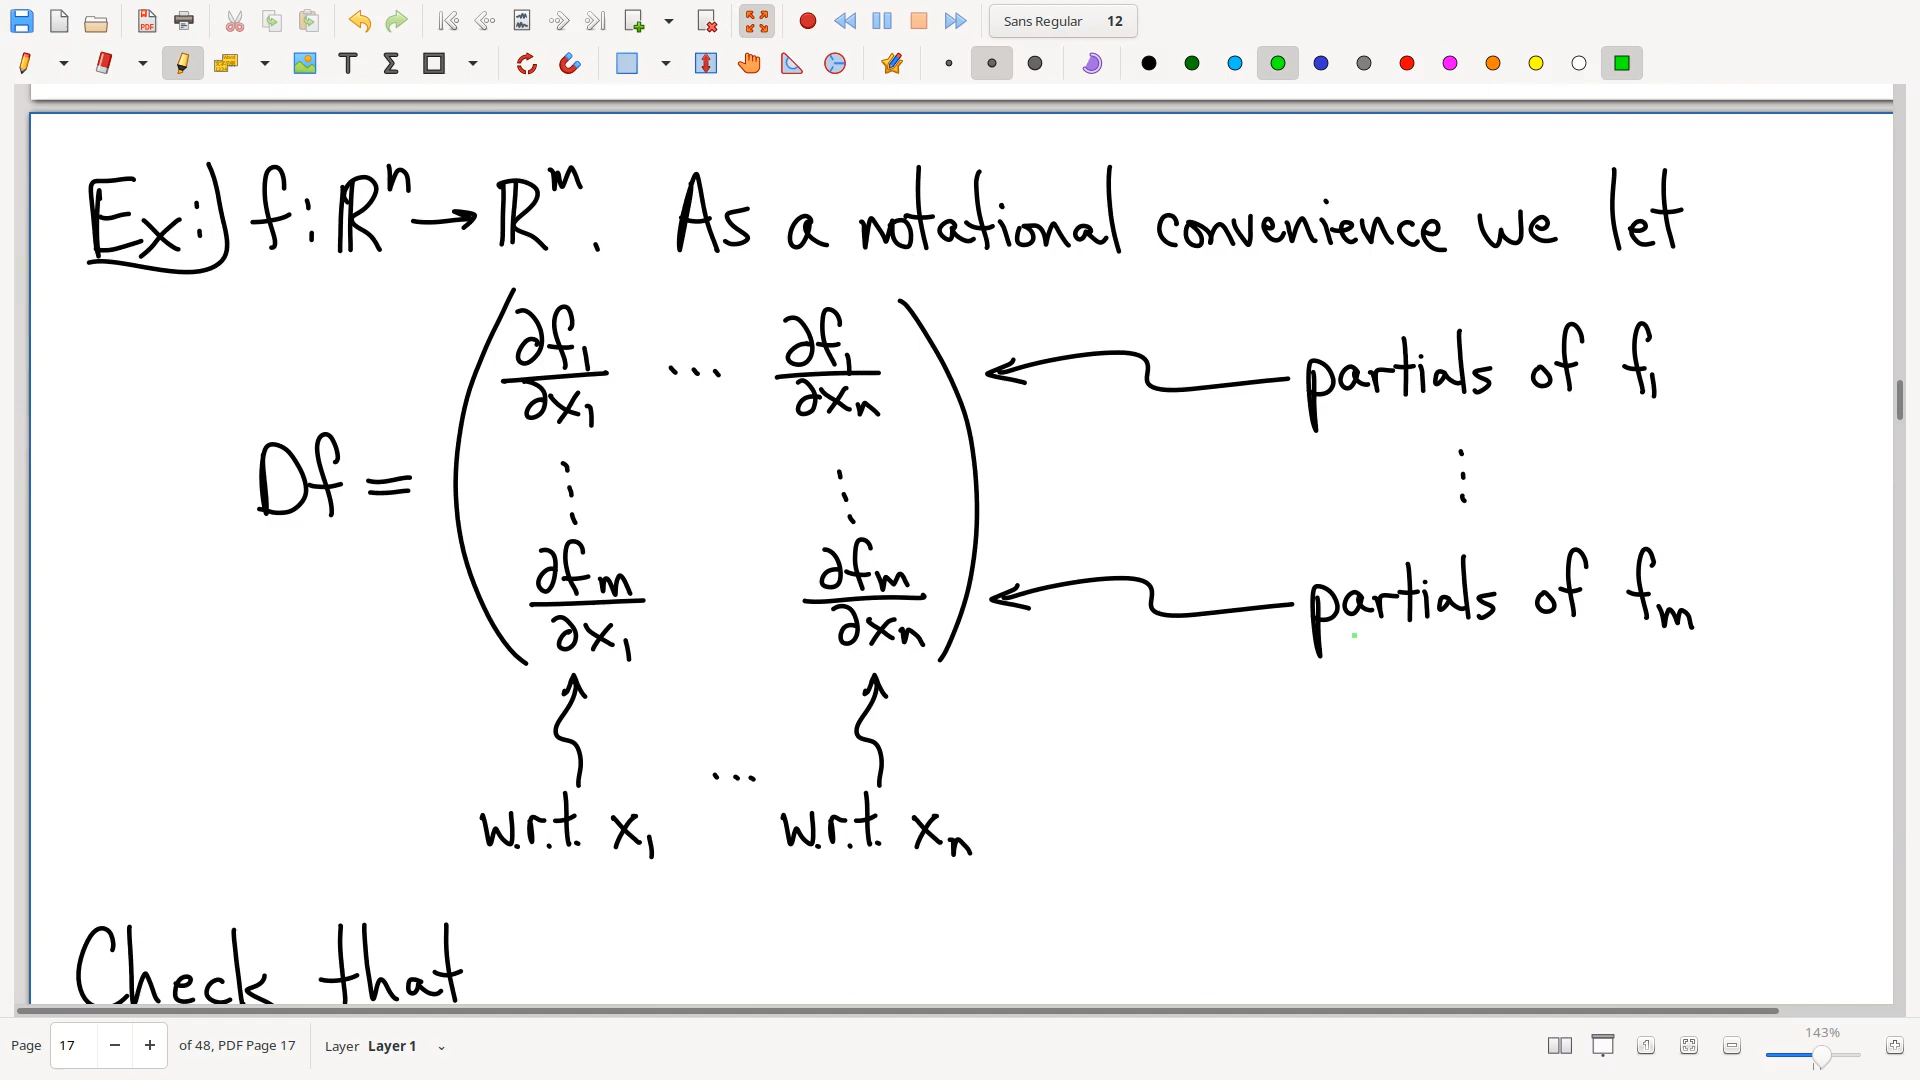 Sans Regular 12
Ex:) f: ℝⁿ → ℝᵐ. As a notational convenience we let
Df = ( ∂f₁/∂x₁ ... ∂f₁/∂xₙ ) ← partials of f₁
⋮ ⋮ ⋮
∂fₘ/∂x₁ ∂fₘ/∂xₙ ← partials of fₘ
w.r.t. x₁ ... w.r.t. xₙ
Check that
Page 17 of 48, PDF Page 17 Layer Layer 1 143%